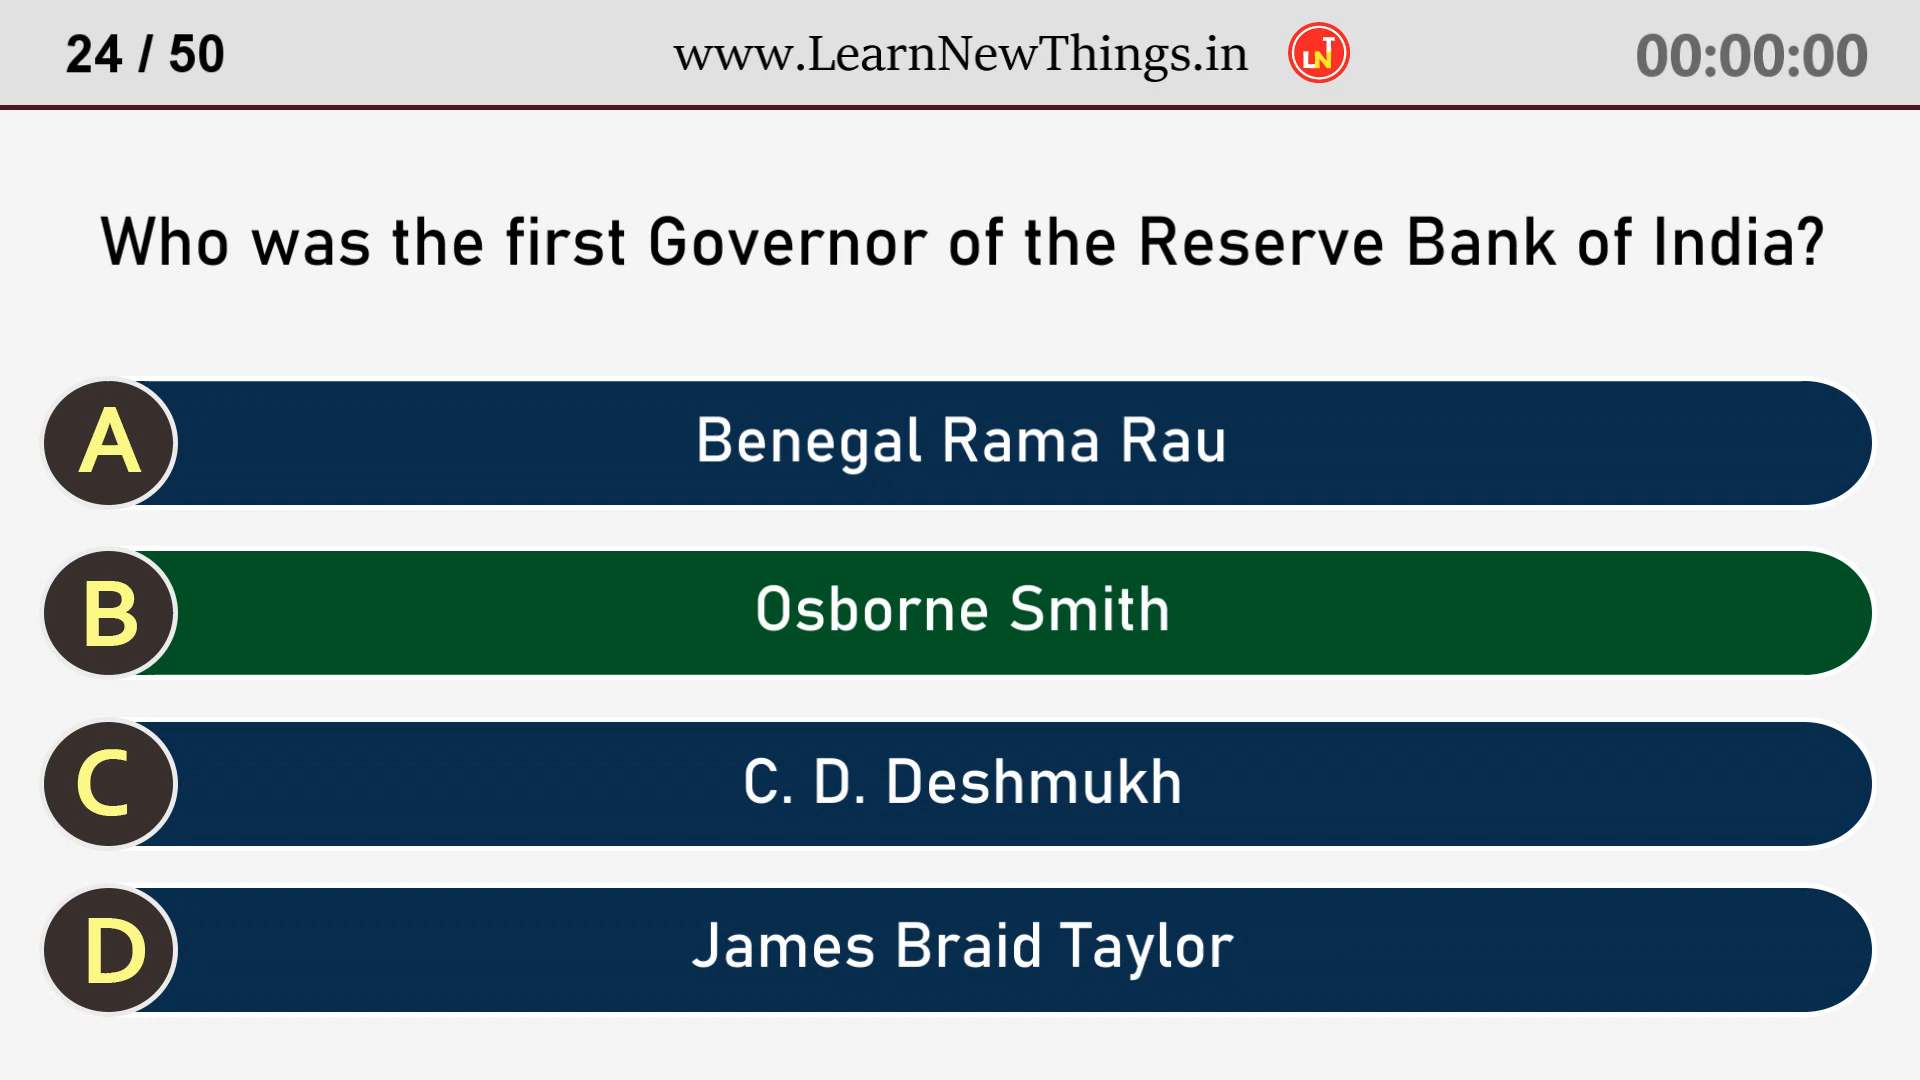 24 / 50
www.LearnNewThings.in
LNT
00:00:00
Who was the first Governor of the Reserve Bank of India?
A
Benegal Rama Rau
B
Osborne Smith
C
C. D. Deshmukh
D
James Braid Taylor